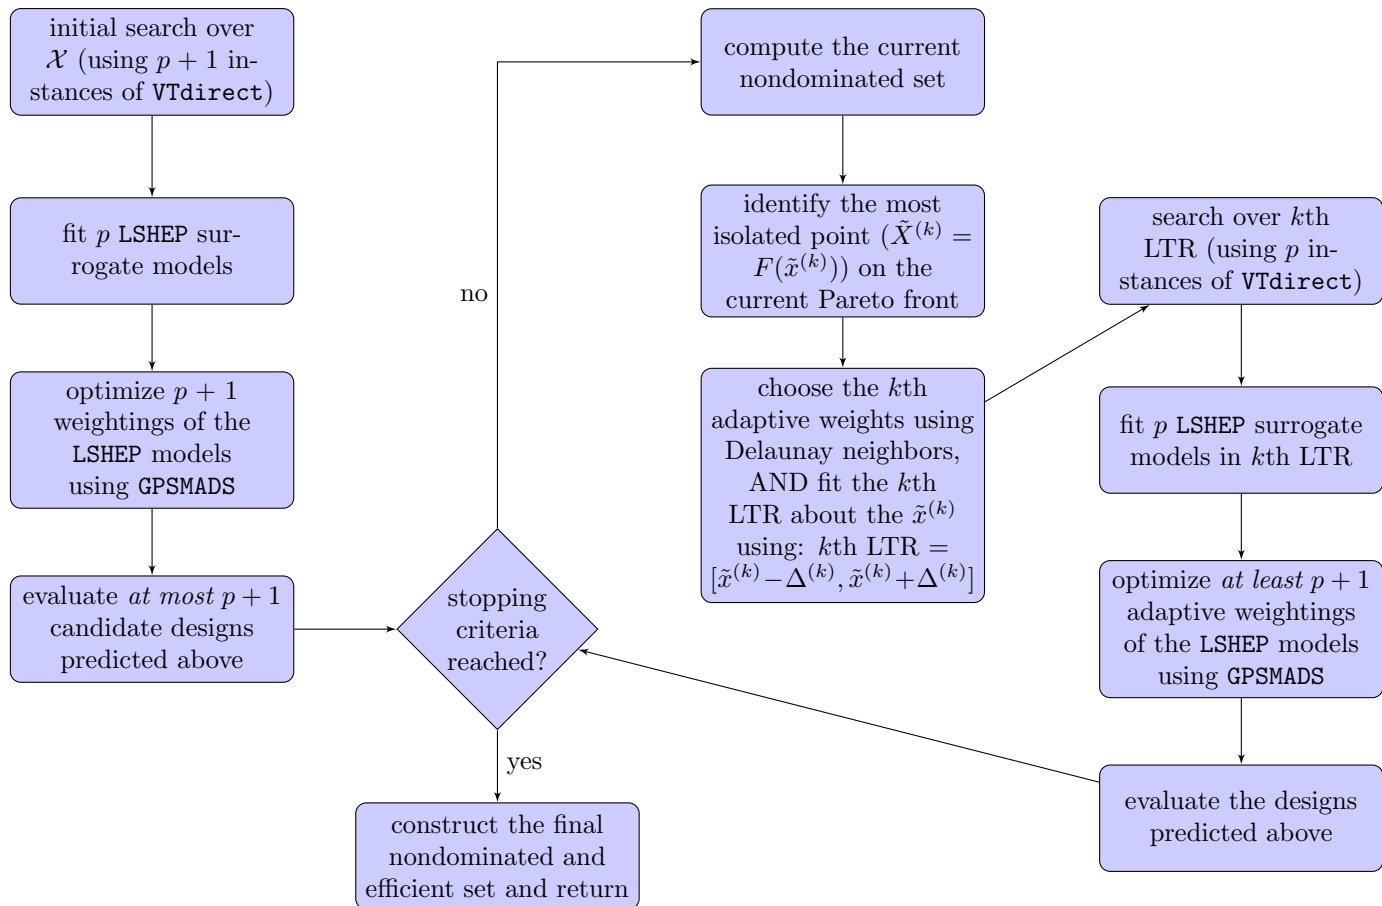 initial search over
𝒳 (using p + 1 in-
stances of VTdirect)
fit p LSHEP sur-
rogate models
optimize p + 1
weightings of the
LSHEP models
using GPSMADS
evaluate at most p + 1
candidate designs
predicted above
stopping
criteria
reached?
no
yes
construct the final
nondominated and
efficient set and return
compute the current
nondominated set
identify the most
isolated point (X̃^(k) =
F(x̃^(k))) on the
current Pareto front
choose the kth
adaptive weights using
Delaunay neighbors,
AND fit the kth
LTR about the x̃^(k)
using: kth LTR =
[x̃^(k)−Δ^(k), x̃^(k)+Δ^(k)]
search over kth
LTR (using p in-
stances of VTdirect)
fit p LSHEP surrogate
models in kth LTR
optimize at least p + 1
adaptive weightings
of the LSHEP models
using GPSMADS
evaluate the designs
predicted above